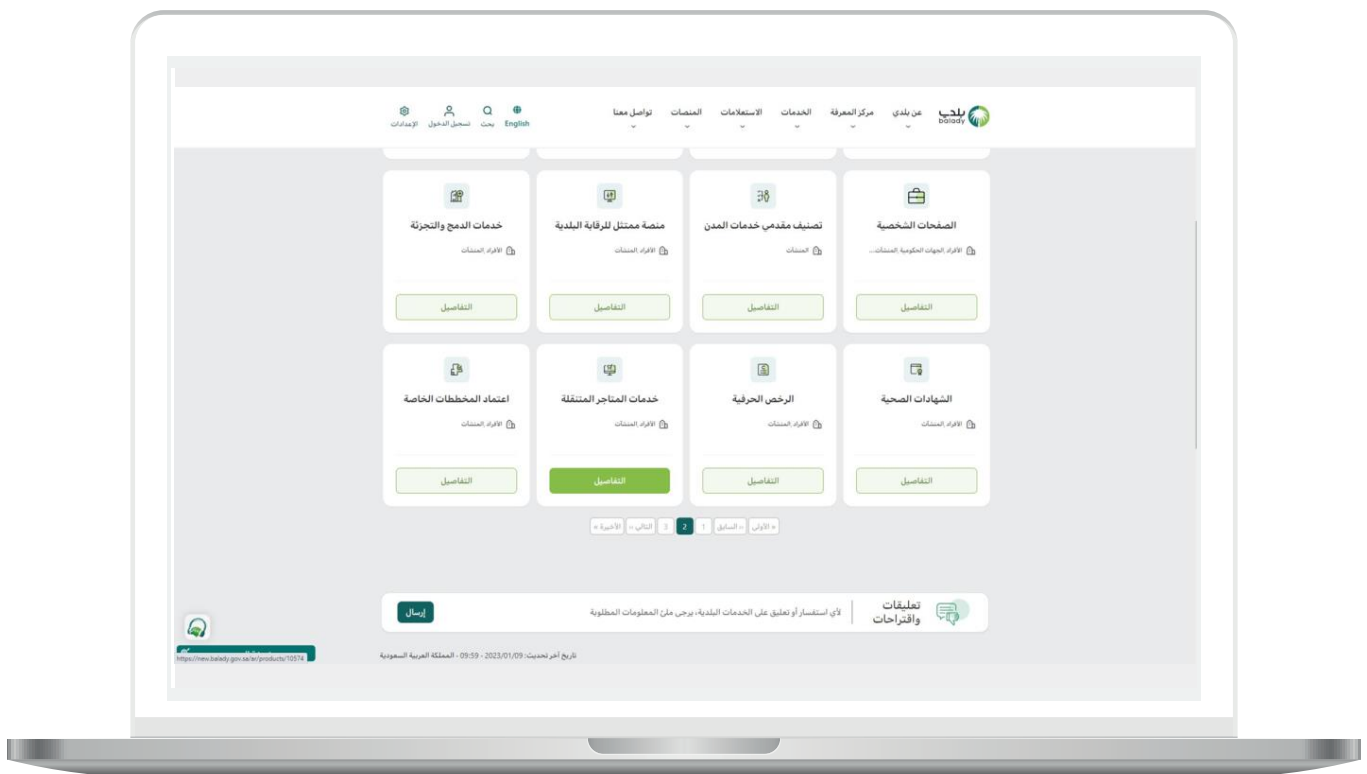 بلدي
balady
عن بلدي
مركز المعرفة
الخدمات
الاستعلامات
المنصات
تواصل معنا
English
بحث
تسجيل الدخول
الإعدادات
الصفحات الشخصية
تصنيف مقدمي خدمات المدن
منصة ممتثل للرقابة البلدية
خدمات الدمج والتجزئة
الأفراد, الجهات الحكومية, المنشآت...
المنشآت
الأفراد, المنشآت
الأفراد, المنشآت
التفاصيل
التفاصيل
التفاصيل
التفاصيل
الشهادات الصحية
الرخص الحرفية
خدمات المتاجر المتنقلة
اعتماد المخططات الخاصة
الأفراد, المنشآت
الأفراد, المنشآت
الأفراد, المنشآت
الأفراد, المنشآت
التفاصيل
التفاصيل
التفاصيل
التفاصيل
« الأولى ‹‹ السابق 1 2 3 التالي ›› الأخيرة »
تعليقات
واقتراحات
لأي استفسار أو تعليق على الخدمات البلدية، يرجى ملئ المعلومات المطلوبة
إرسال
تاريخ آخر تحديث: 2023/01/09 - 09:59 - المملكة العربية السعودية
https://new.balady.gov.sa/ar/products/10574